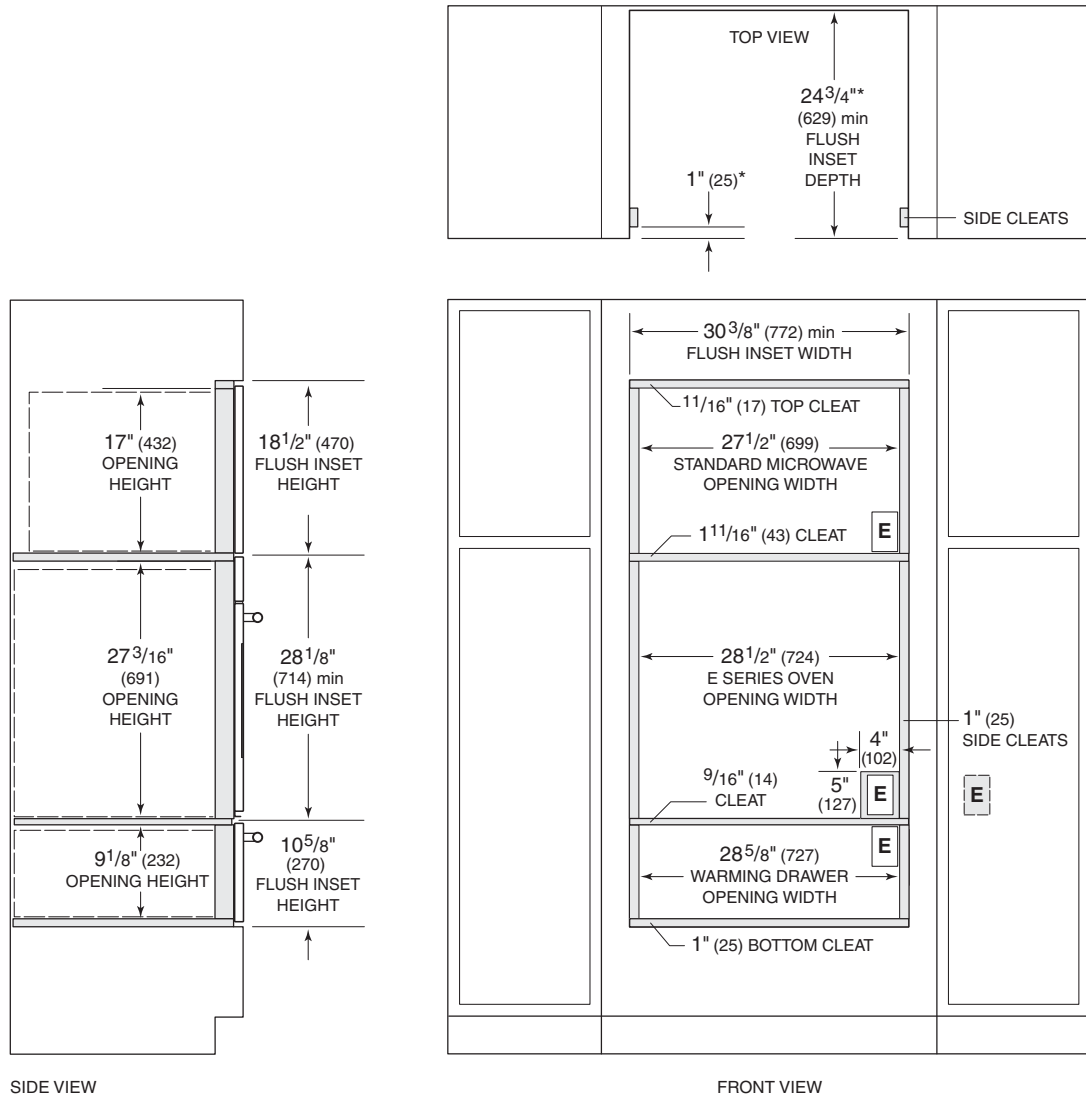 TOP VIEW
24 3/4"*
(629) min
FLUSH
INSET
DEPTH
1" (25)*
SIDE CLEATS
17" (432)
OPENING
HEIGHT
18 1/2" (470)
FLUSH INSET
HEIGHT
27 3/16"
(691)
OPENING
HEIGHT
28 1/8"
(714) min
FLUSH INSET
HEIGHT
9 1/8" (232)
OPENING HEIGHT
10 5/8"
(270)
FLUSH INSET
HEIGHT
SIDE VIEW
30 3/8" (772) min
FLUSH INSET WIDTH
11/16" (17) TOP CLEAT
27 1/2" (699)
STANDARD MICROWAVE
OPENING WIDTH
E
1 11/16" (43) CLEAT
28 1/2" (724)
E SERIES OVEN
OPENING WIDTH
1" (25)
SIDE CLEATS
4"
(102)
9/16" (14)
CLEAT
5"
(127)
E
E
E
28 5/8" (727)
WARMING DRAWER
OPENING WIDTH
1" (25) BOTTOM CLEAT
FRONT VIEW